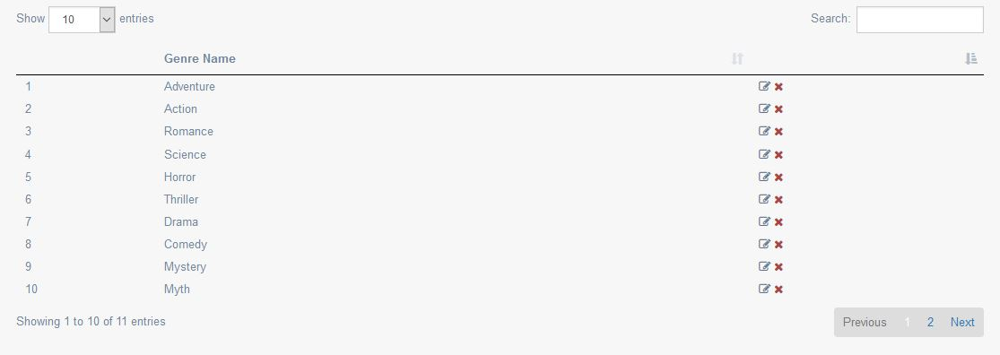 Show 10 entries Search:
Genre Name
1 Adventure
2 Action
3 Romance
4 Science
5 Horror
6 Thriller
7 Drama
8 Comedy
9 Mystery
10 Myth
Showing 1 to 10 of 11 entries Previous 1 2 Next